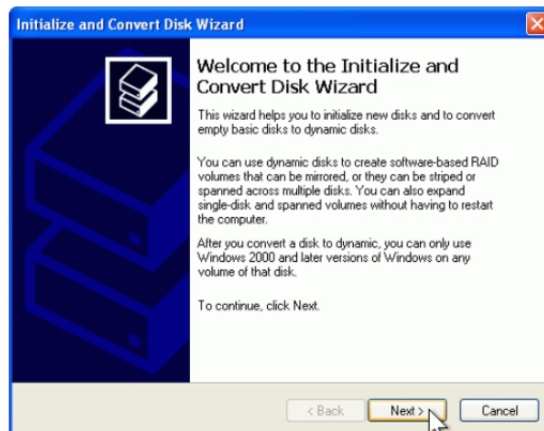 Initialize and Convert Disk Wizard
Welcome to the Initialize and
Convert Disk Wizard
This wizard helps you to initialize new disks and to convert
empty basic disks to dynamic disks.
You can use dynamic disks to create software-based RAID
volumes that can be mirrored, or they can be striped or
spanned across multiple disks. You can also expand
single-disk and spanned volumes without having to restart
the computer.
After you convert a disk to dynamic, you can only use
Windows 2000 and later versions of Windows on any
volume of that disk.
To continue, click Next.
< Back Next > Cancel